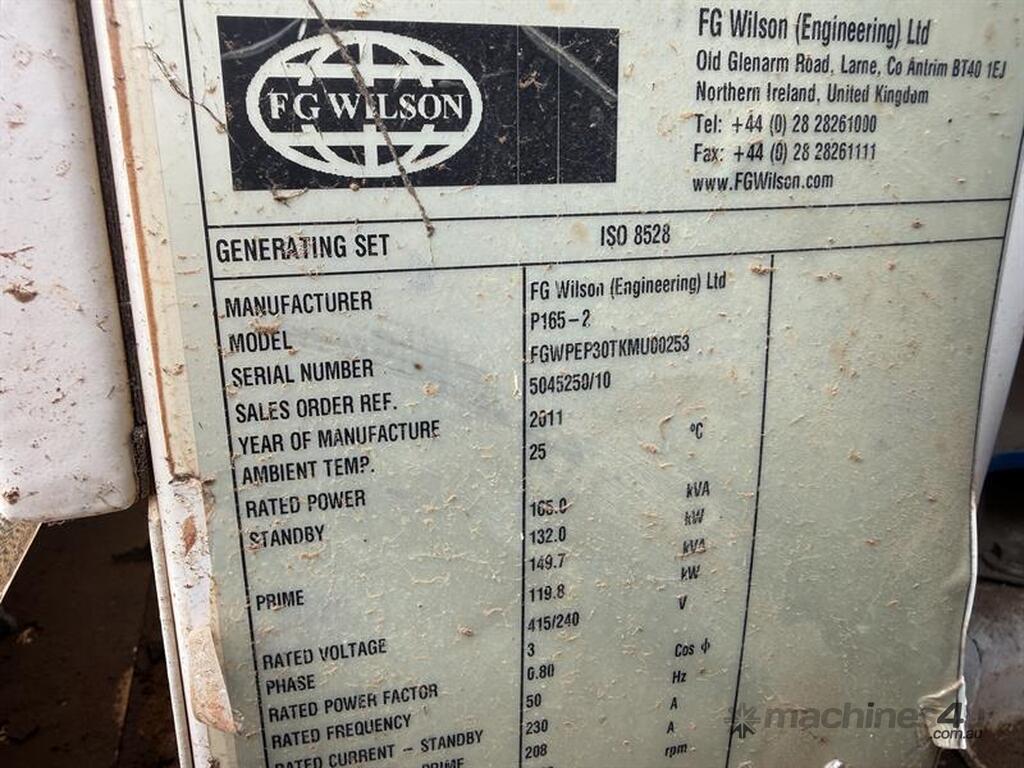 FG WILSON
FG Wilson (Engineering) Ltd
Old Glenarm Road, Larne, Co Antrim BT40 1EJ
Northern Ireland, United Kingdom
Tel: +44 (0) 28 28261000
Fax: +44 (0) 28 28261111
www.FGWilson.com
GENERATING SET ISO 8528
MANUFACTURER FG Wilson (Engineering) Ltd
MODEL P165-2
SERIAL NUMBER FGWPEP30TKMU00253
SALES ORDER REF. 5045250/10
YEAR OF MANUFACTURE 2011
AMBIENT TEMP. 25 °C
RATED POWER
STANDBY 165.0 kVA
132.0 kW
PRIME 149.7 kVA
119.8 kW
RATED VOLTAGE 415/240 V
PHASE 3
RATED POWER FACTOR 0.80 Cos ϕ
RATED FREQUENCY 50 Hz
RATED CURRENT - STANDBY 230 A
PRIME 208 A
rpm
machines4u
.com.au